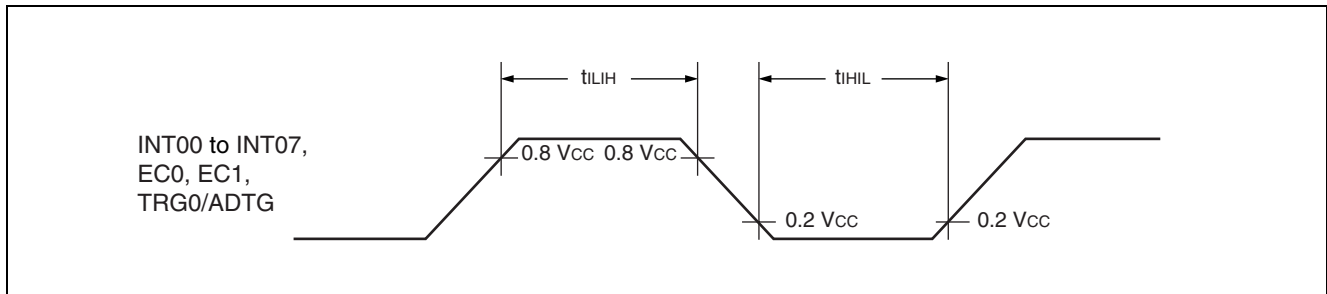 tILIH
tIHIL
INT00 to INT07,
EC0, EC1,
TRG0/ADTG
0.8 VCC 0.8 VCC
0.2 VCC
0.2 VCC